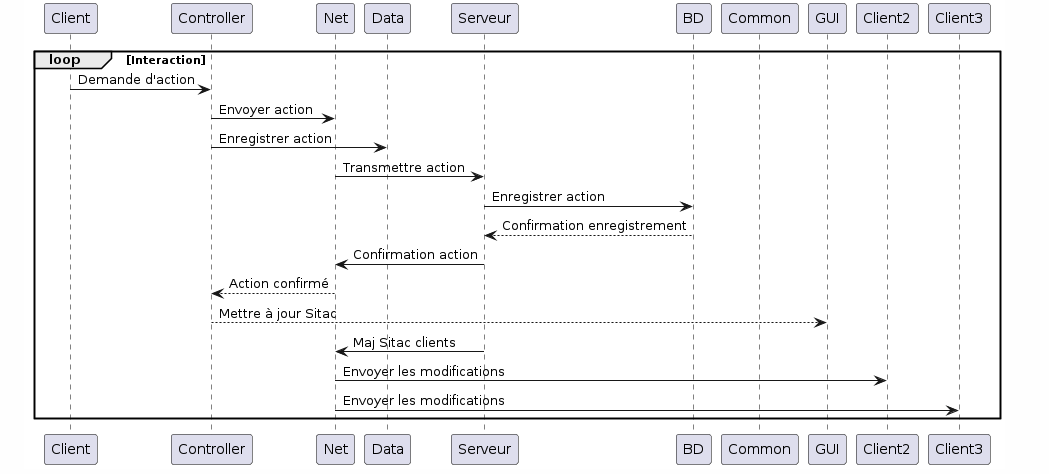 Client Controller Net Data Serveur BD Common GUI Client2 Client3
loop [Interaction]
Demande d'action
Envoyer action
Enregistrer action
Transmettre action
Enregistrer action
Confirmation enregistrement
Confirmation action
Action confirmé
Mettre à jour Sitac
Maj Sitac clients
Envoyer les modifications
Envoyer les modifications
Client Controller Net Data Serveur BD Common GUI Client2 Client3